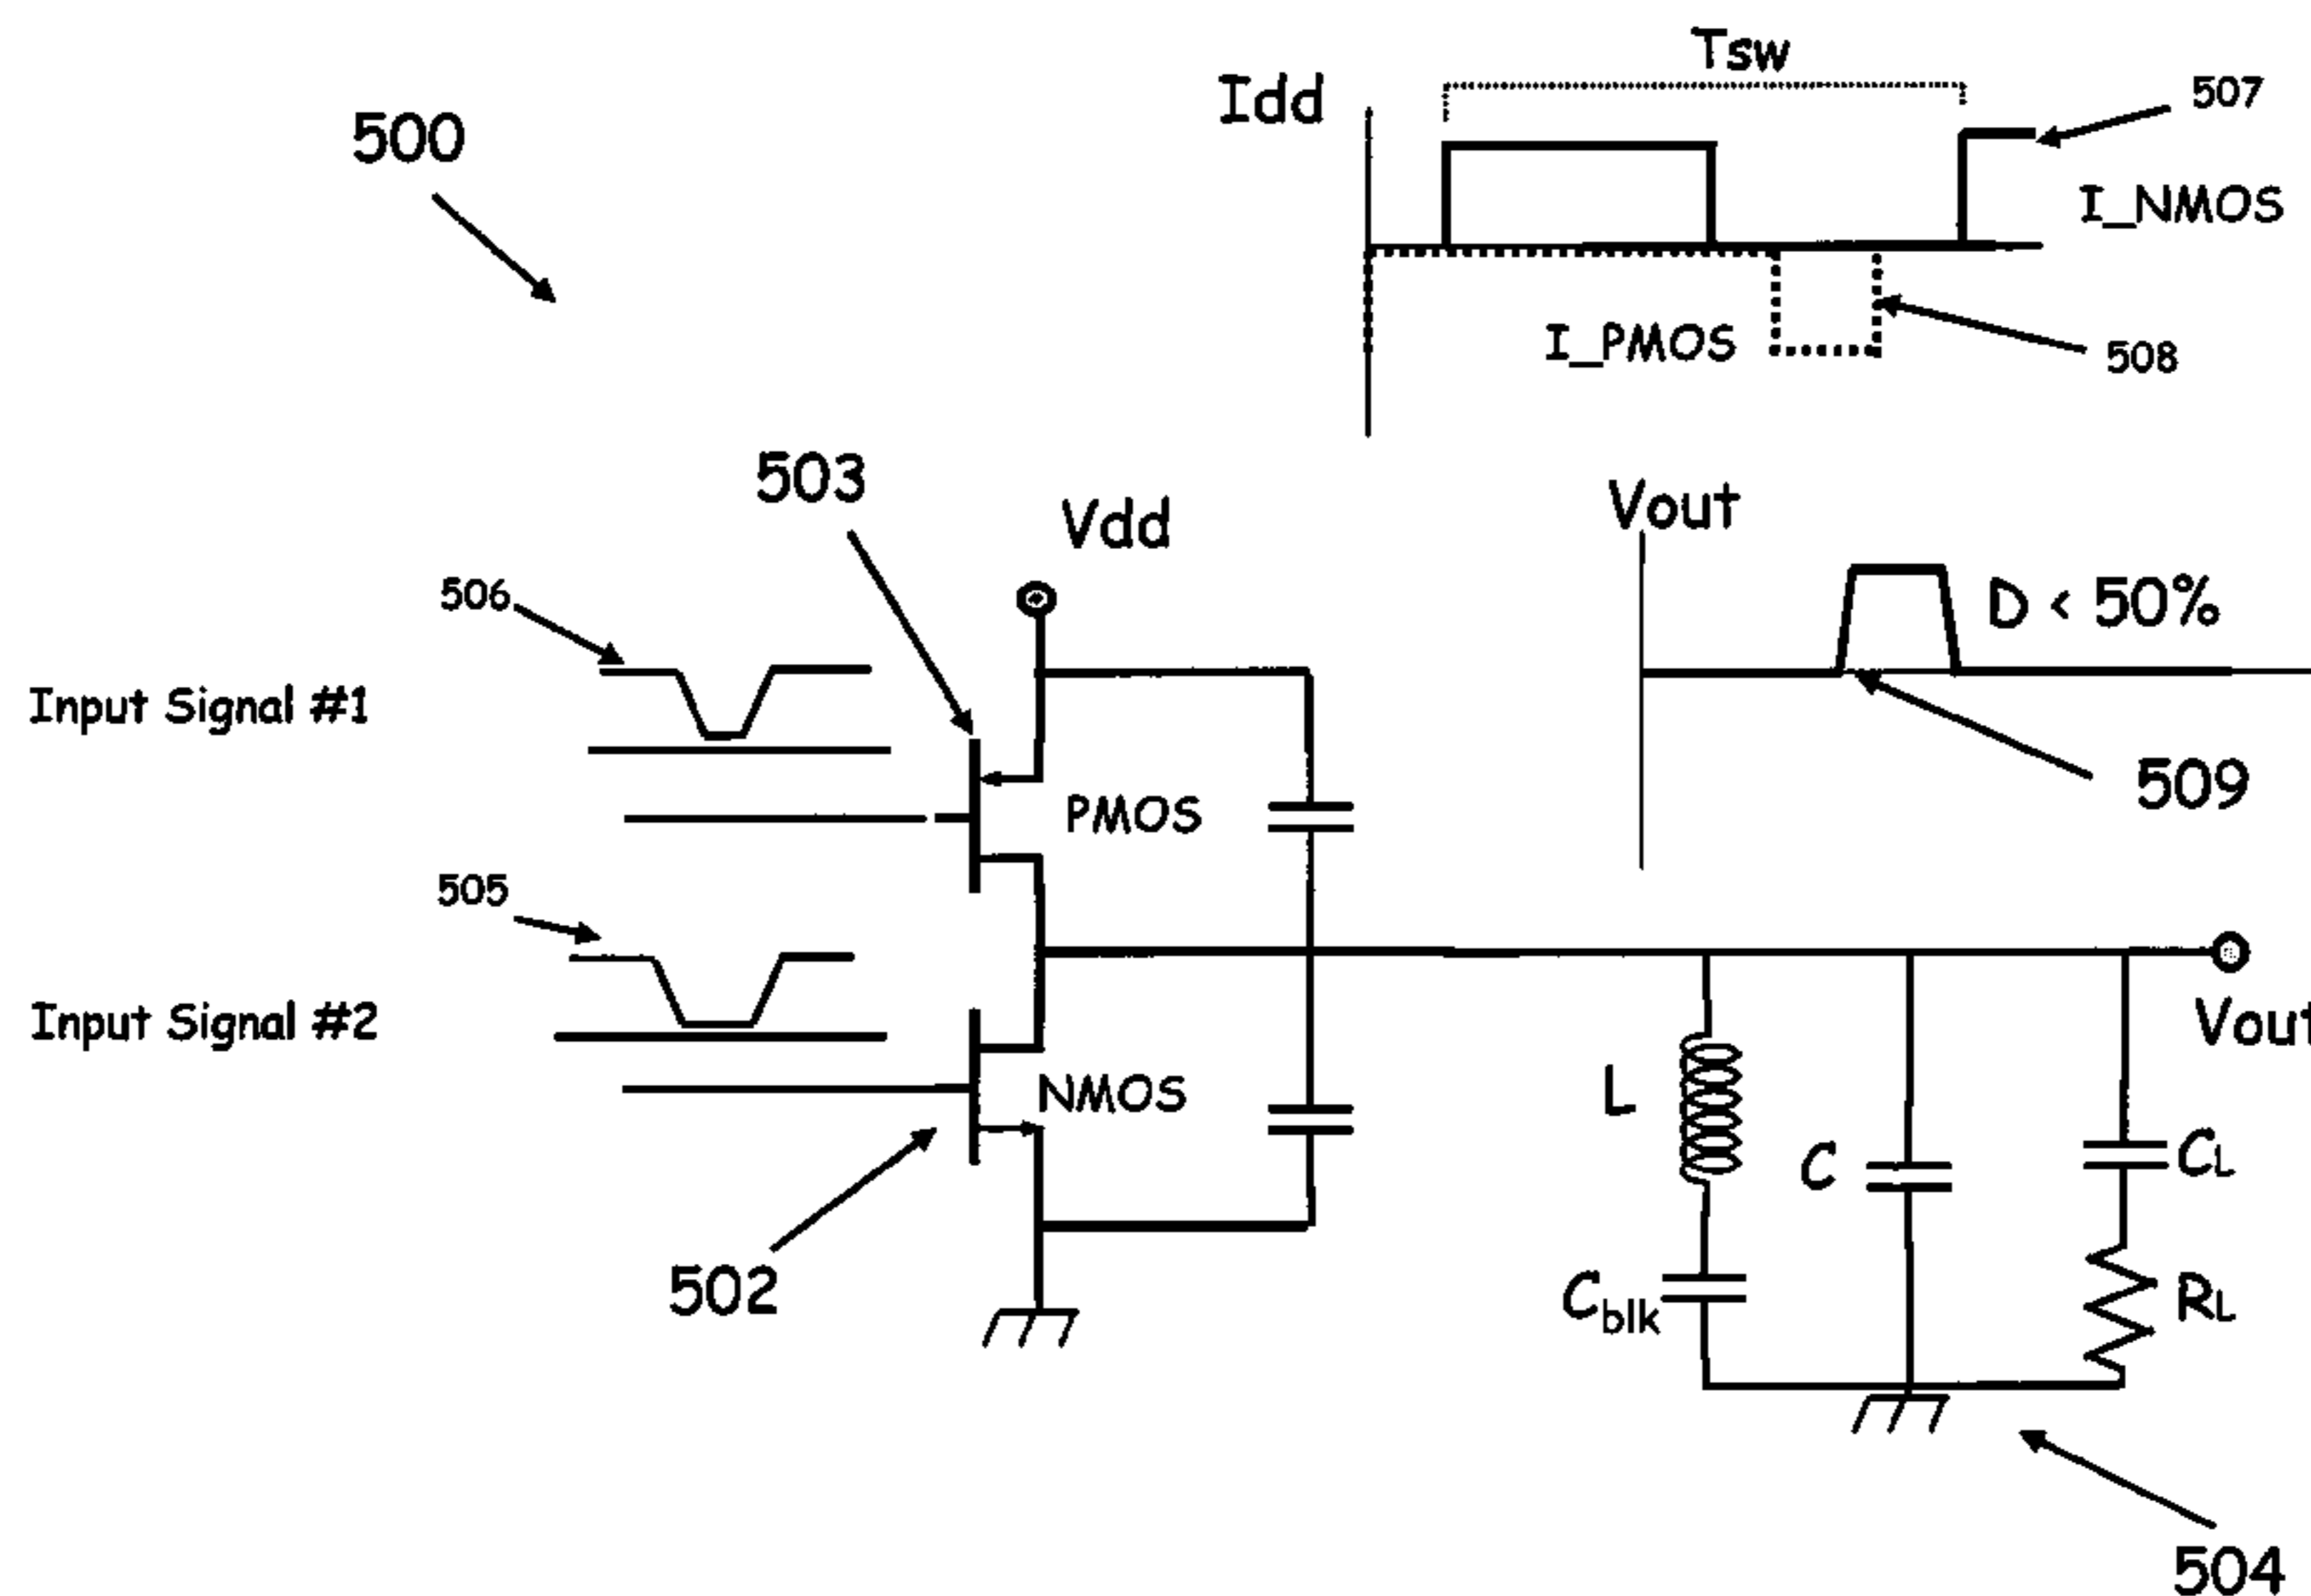 Tsw
Idd
507
500
I_NMOS
I_PMOS
508
503
Vdd
Vout
506
D < 50%
Input Signal #1
PMOS
509
505
Input Signal #2
NMOS
Vout
L
C
CL
502
Cblk
RL
504